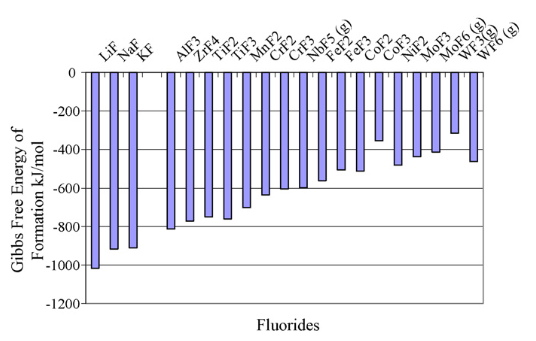 LiF
NaF
KF
AlF3
ZrF4
TiF2
TiF3
MnF2
CrF2
CrF3
NbF5 (g)
FeF2
FeF3
CoF2
CoF3
NiF2
MoF3
MoF6 (g)
WF3(g)
WF6 (g)
0
-200
-400
-600
-800
-1000
-1200
Gibbs Free Energy of
Formation kJ/mol
Fluorides